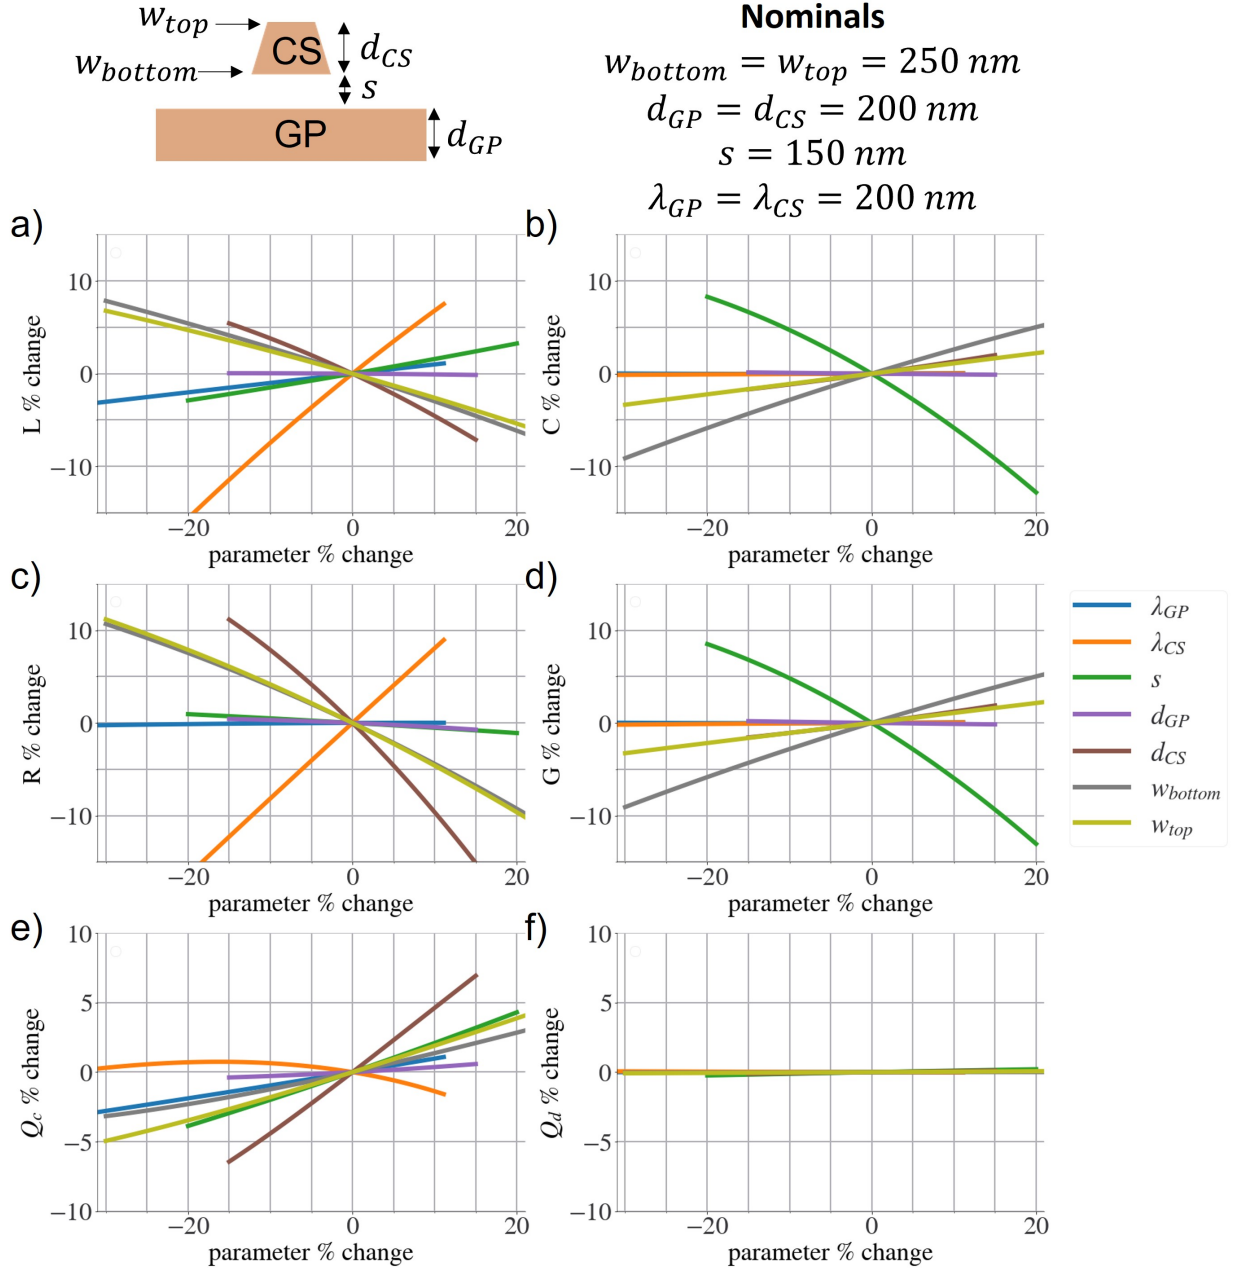 Nominals
w_top
CS
d_CS
w_bottom
s
GP
d_GP
w_bottom = w_top = 250 nm
d_GP = d_CS = 200 nm
s = 150 nm
λ_GP = λ_CS = 200 nm
a)
10
0
−10
L % change
−20 0 20
parameter % change
b)
10
0
−10
C % change
−20 0 20
parameter % change
c)
10
0
−10
R % change
−20 0 20
parameter % change
d)
10
0
−10
G % change
−20 0 20
parameter % change
λ_GP
λ_CS
s
d_GP
d_CS
w_bottom
w_top
e)
10
5
0
−5
−10
Q_c % change
−20 0 20
parameter % change
f)
10
5
0
−5
−10
Q_d % change
−20 0 20
parameter % change